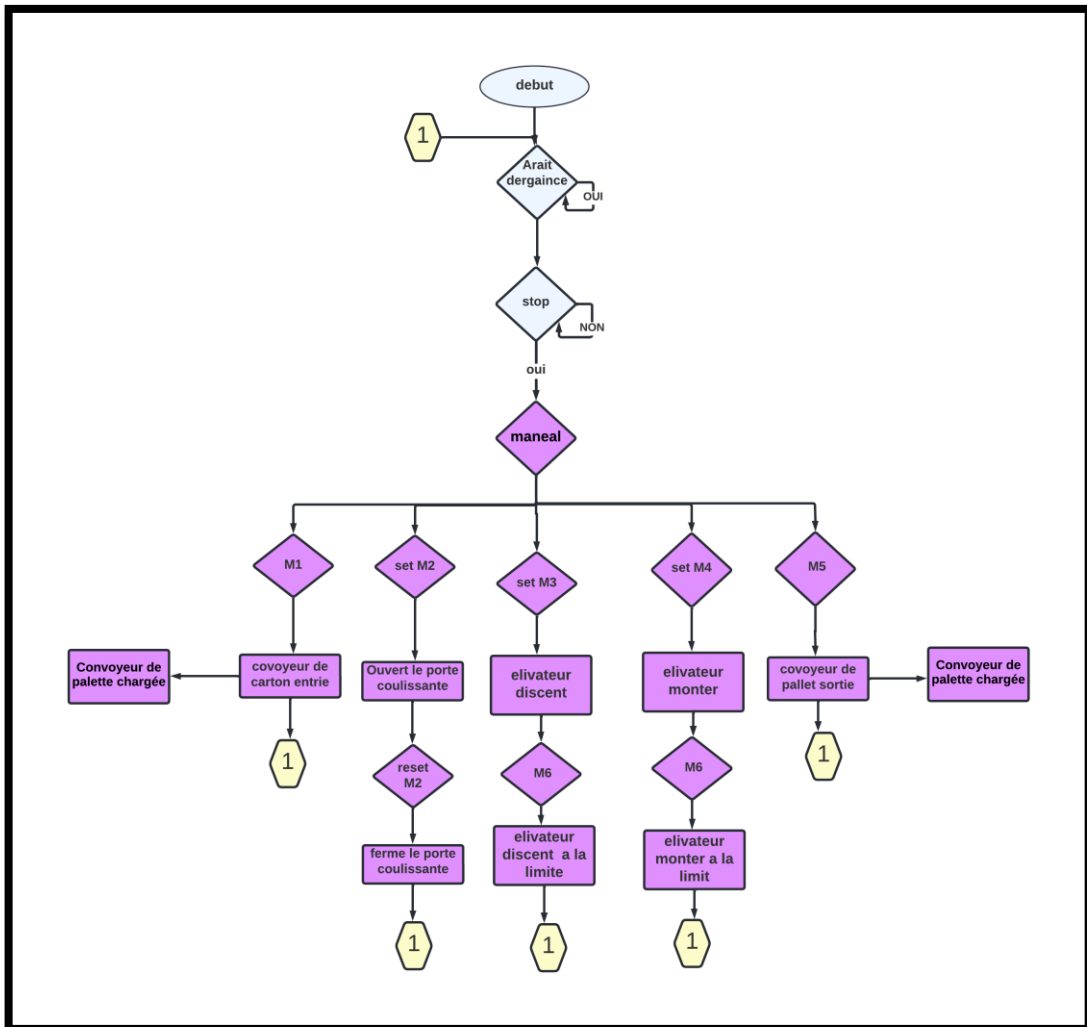 debut
1
Arait
dergaince
OUI
stop
NON
oui
maneal
M1
set M2
set M3
set M4
M5
Convoyeur de
palette chargée
covoyeur de
carton entrie
Ouvert le porte
coulissante
elivateur
discent
elivateur
monter
covoyeur de
pallet sortie
Convoyeur de
palette chargée
1
reset
M2
M6
M6
1
ferme le porte
coulissante
elivateur
discent a la
limite
elivateur
monter a la
limit
1
1
1